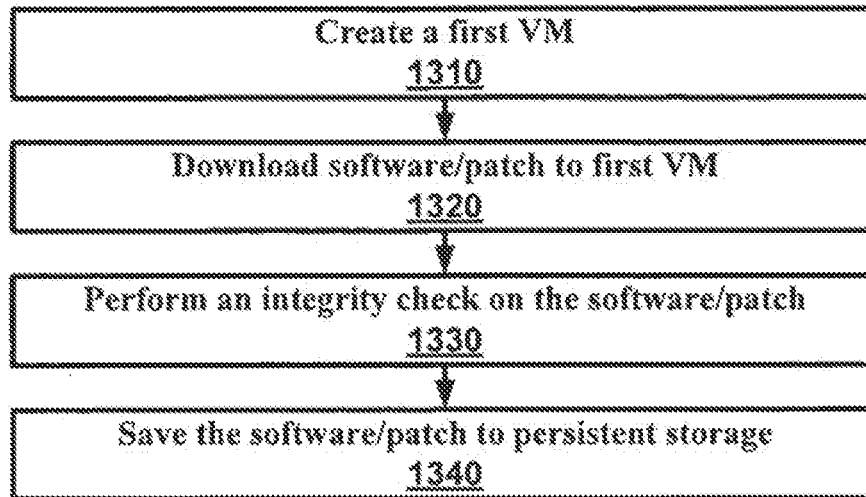 Create a first VM
1310
Download software/patch to first VM
1320
Perform an integrity check on the software/patch
1330
Save the software/patch to persistent storage
1340